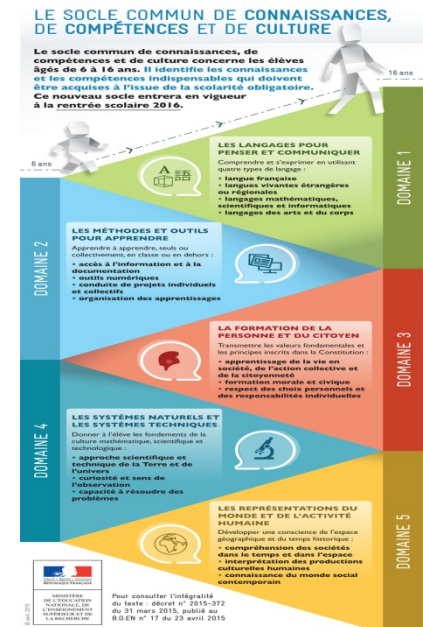 LE SOCLE COMMUN DE CONNAISSANCES,
DE COMPÉTENCES ET DE CULTURE
Le socle commun de connaissances, de
compétences et de culture concerne les élèves
âgés de 6 à 16 ans. Il identifie les connaissances
et les compétences indispensables qui doivent
être acquises à l'issue de la scolarité obligatoire.
Ce nouveau socle entrera en vigueur
à la rentrée scolaire 2016.
16 ans
6 ans
DOMAINE 1
LES LANGAGES POUR
PENSER ET COMMUNIQUER
Comprendre et s'exprimer en utilisant
quatre types de langage :
• langue française
• langues vivantes étrangères
ou régionales
• langages mathématiques,
scientifiques et informatiques
• langages des arts et du corps
DOMAINE 2
LES MÉTHODES ET OUTILS
POUR APPRENDRE
Apprendre à apprendre, seuls ou
collectivement, en classe ou en dehors :
• accès à l'information et à la
documentation
• outils numériques
• conduite de projets individuels
et collectifs
• organisation des apprentissages
DOMAINE 3
LA FORMATION DE LA
PERSONNE ET DU CITOYEN
Transmettre les valeurs fondamentales et
les principes inscrits dans la Constitution :
• apprentissage de la vie en
société, de l'action collective et
de la citoyenneté
• formation morale et civique
• respect des choix personnels et
des responsabilités individuelles
DOMAINE 4
LES SYSTÈMES NATURELS ET
LES SYSTÈMES TECHNIQUES
Donner à l'élève les fondements de la
culture mathématique, scientifique et
technologique :
• approche scientifique et
technique de la Terre et de
l'univers
• curiosité et sens de
l'observation
• capacité à résoudre des
problèmes
DOMAINE 5
LES REPRÉSENTATIONS DU
MONDE ET DE L'ACTIVITÉ
HUMAINE
Développer une conscience de l'espace
géographique et du temps historique :
• compréhension des sociétés
dans le temps et dans l'espace
• interprétation des productions
culturelles humaines
• connaissance du monde social
contemporain
RÉPUBLIQUE FRANÇAISE
MINISTÈRE
DE L'ÉDUCATION
NATIONALE, DE
L'ENSEIGNEMENT
SUPÉRIEUR ET DE
LA RECHERCHE
Pour consulter l'intégralité
du texte : décret n° 2015-372
du 31 mars 2015, publié au
B.O.EN n° 17 du 23 avril 2015